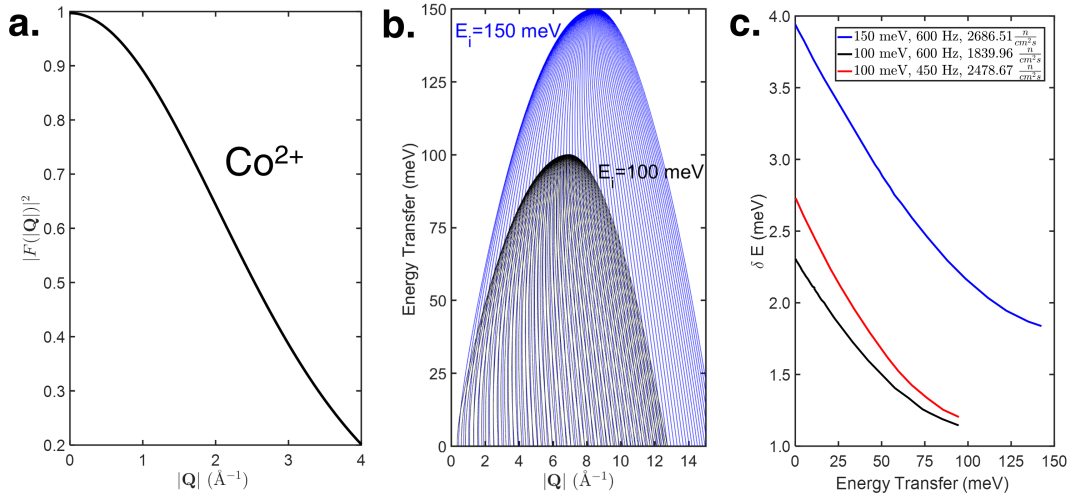 a.
1
0.9
0.8
0.7
0.6
0.5
0.4
0.3
0.2
|F(|Q|)|²
Co²⁺
0 1 2 3 4
|Q| (Å⁻¹)
b.
150
125
100
75
50
25
0
Energy Transfer (meV)
Eᵢ=150 meV
Eᵢ=100 meV
0 2 4 6 8 10 12 14
|Q| (Å⁻¹)
c.
4.0
3.5
3.0
2.5
2.0
1.5
1.0
δ E (meV)
150 meV, 600 Hz, 2686.51 n/cm²s
100 meV, 600 Hz, 1839.96 n/cm²s
100 meV, 450 Hz, 2478.67 n/cm²s
0 25 50 75 100 125 150
Energy Transfer (meV)